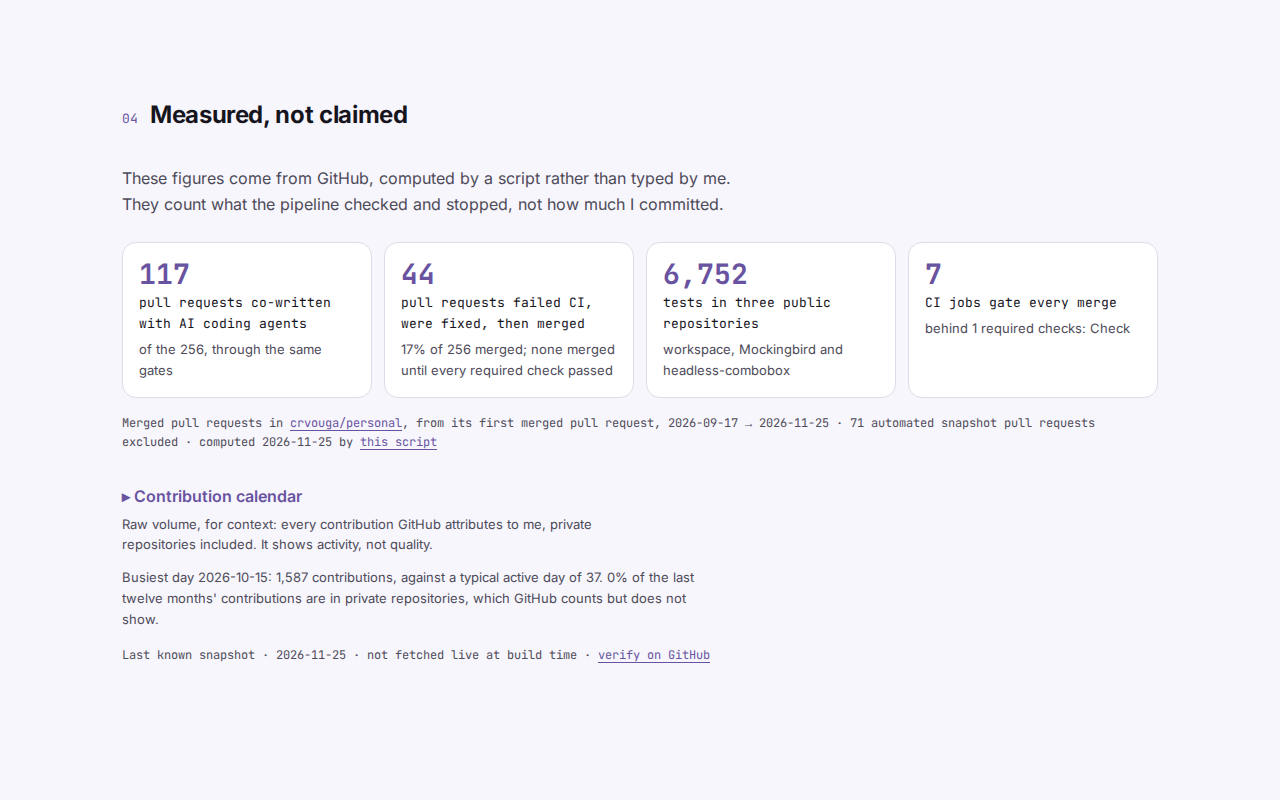 04 Measured, not claimed
These figures come from GitHub, computed by a script rather than typed by me.
They count what the pipeline checked and stopped, not how much I committed.
117
pull requests co-written
with AI coding agents
of the 256, through the same
gates
44
pull requests failed CI,
were fixed, then merged
17% of 256 merged; none merged
until every required check passed
6,752
tests in three public
repositories
workspace, Mockingbird and
headless-combobox
7
CI jobs gate every merge
behind 1 required checks: Check
Merged pull requests in crvouga/personal, from its first merged pull request, 2026-09-17 → 2026-11-25 · 71 automated snapshot pull requests
excluded · computed 2026-11-25 by this script
▸ Contribution calendar
Raw volume, for context: every contribution GitHub attributes to me, private
repositories included. It shows activity, not quality.
Busiest day 2026-10-15: 1,587 contributions, against a typical active day of 37. 0% of the last
twelve months' contributions are in private repositories, which GitHub counts but does not
show.
Last known snapshot · 2026-11-25 · not fetched live at build time · verify on GitHub